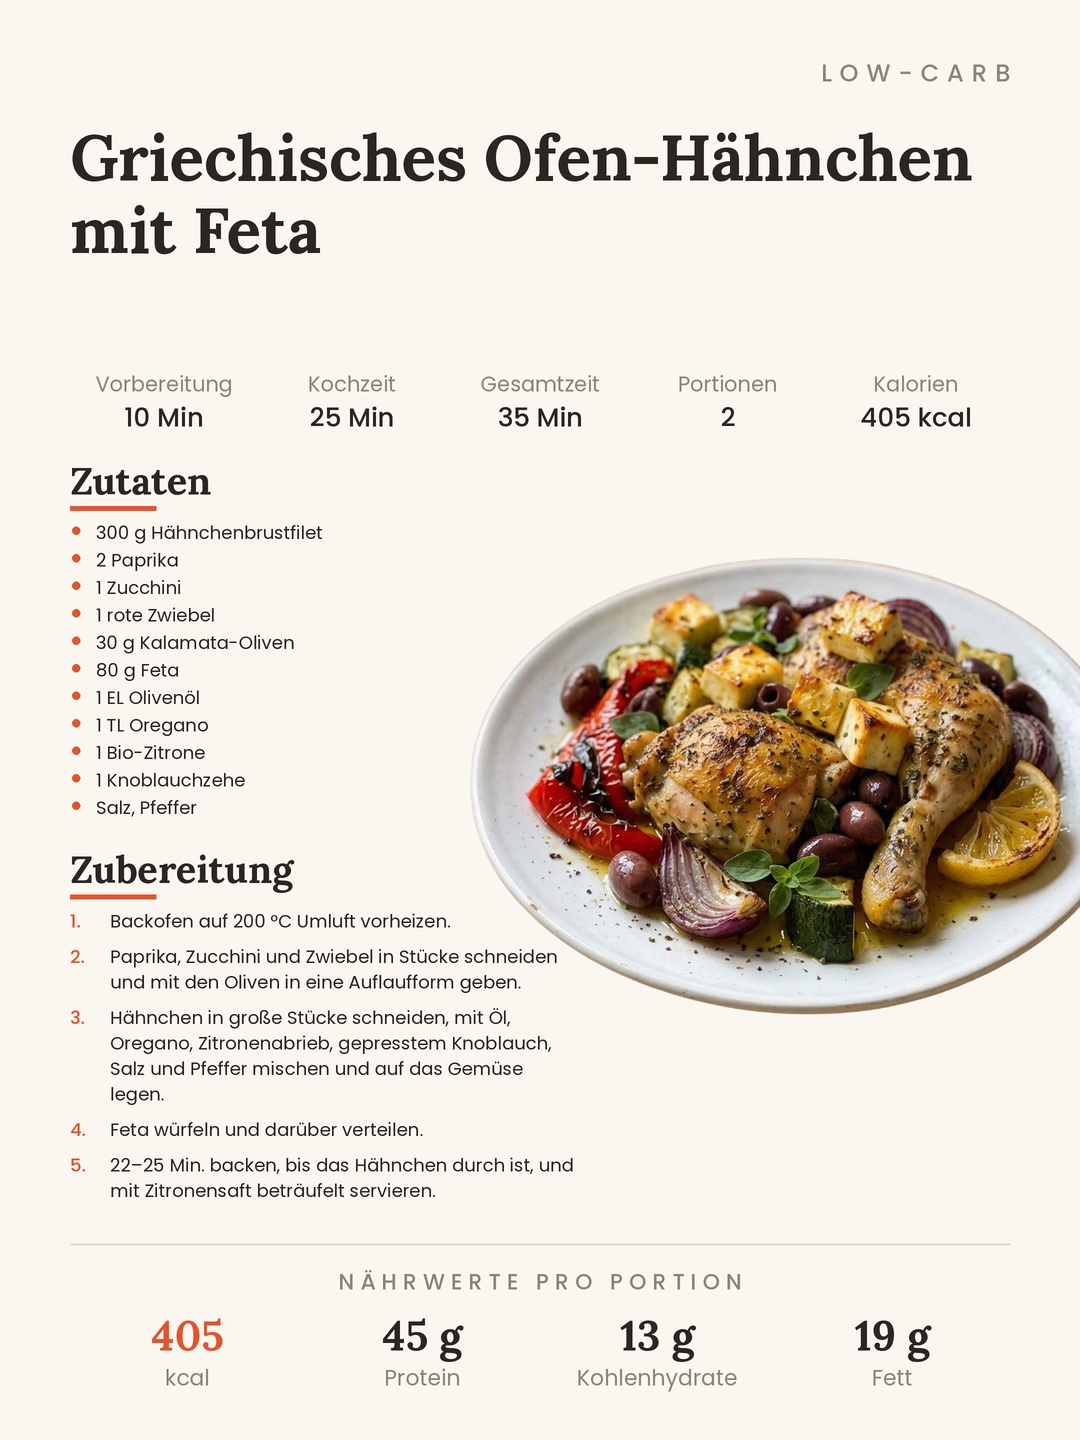 LOW-CARB
Griechisches Ofen-Hähnchen
mit Feta
Vorbereitung Kochzeit Gesamtzeit Portionen Kalorien
10 Min 25 Min 35 Min 2 405 kcal
Zutaten
• 300 g Hähnchenbrustfilet
• 2 Paprika
• 1 Zucchini
• 1 rote Zwiebel
• 30 g Kalamata-Oliven
• 80 g Feta
• 1 EL Olivenöl
• 1 TL Oregano
• 1 Bio-Zitrone
• 1 Knoblauchzehe
• Salz, Pfeffer
Zubereitung
1. Backofen auf 200 °C Umluft vorheizen.
2. Paprika, Zucchini und Zwiebel in Stücke schneiden
und mit den Oliven in eine Auflaufform geben.
3. Hähnchen in große Stücke schneiden, mit Öl,
Oregano, Zitronenabrieb, gepresstem Knoblauch,
Salz und Pfeffer mischen und auf das Gemüse
legen.
4. Feta würfeln und darüber verteilen.
5. 22–25 Min. backen, bis das Hähnchen durch ist, und
mit Zitronensaft beträufelt servieren.
NÄHRWERTE PRO PORTION
405 45 g 13 g 19 g
kcal Protein Kohlenhydrate Fett